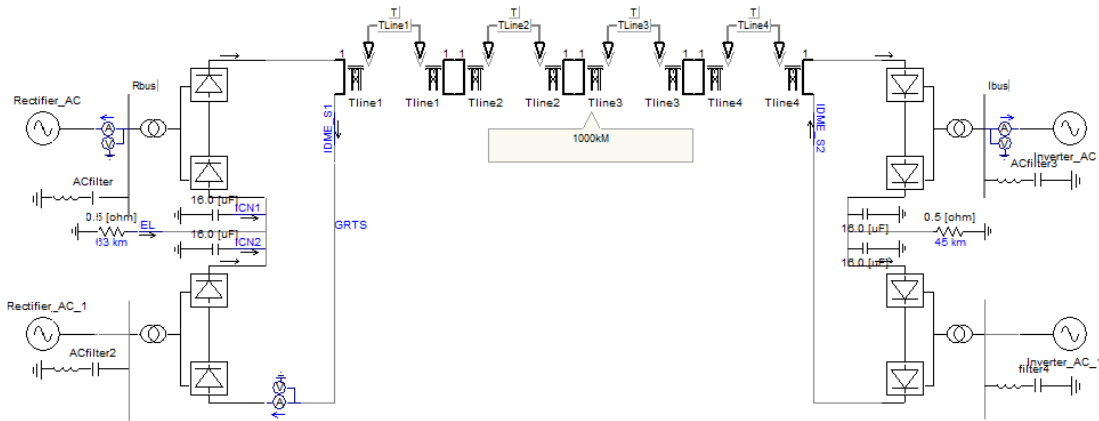 T T T T
TLine1 TLine2 TLine3 TLine4
1 1 1 1 1 1 1 1
Rbus Ibus
Rectifier_AC
Tline1 Tline1 Tline2 Tline2 Tline3 Tline3 Tline4 Tline4
A A
V V
IDME_S1 IDME_S2
1000kM
Inverter_AC
ACfilter ACfilter3
16.0 [uF]
ICN1
0.5 [ohm] EL 0.5 [ohm]
63 km 16.0 [uF] 45 km
16.0 [uF] GRTS
ICN2
16.0 [uF]
Rectifier_AC_1
Inverter_AC_1
ACfilter2 filter4
V
A